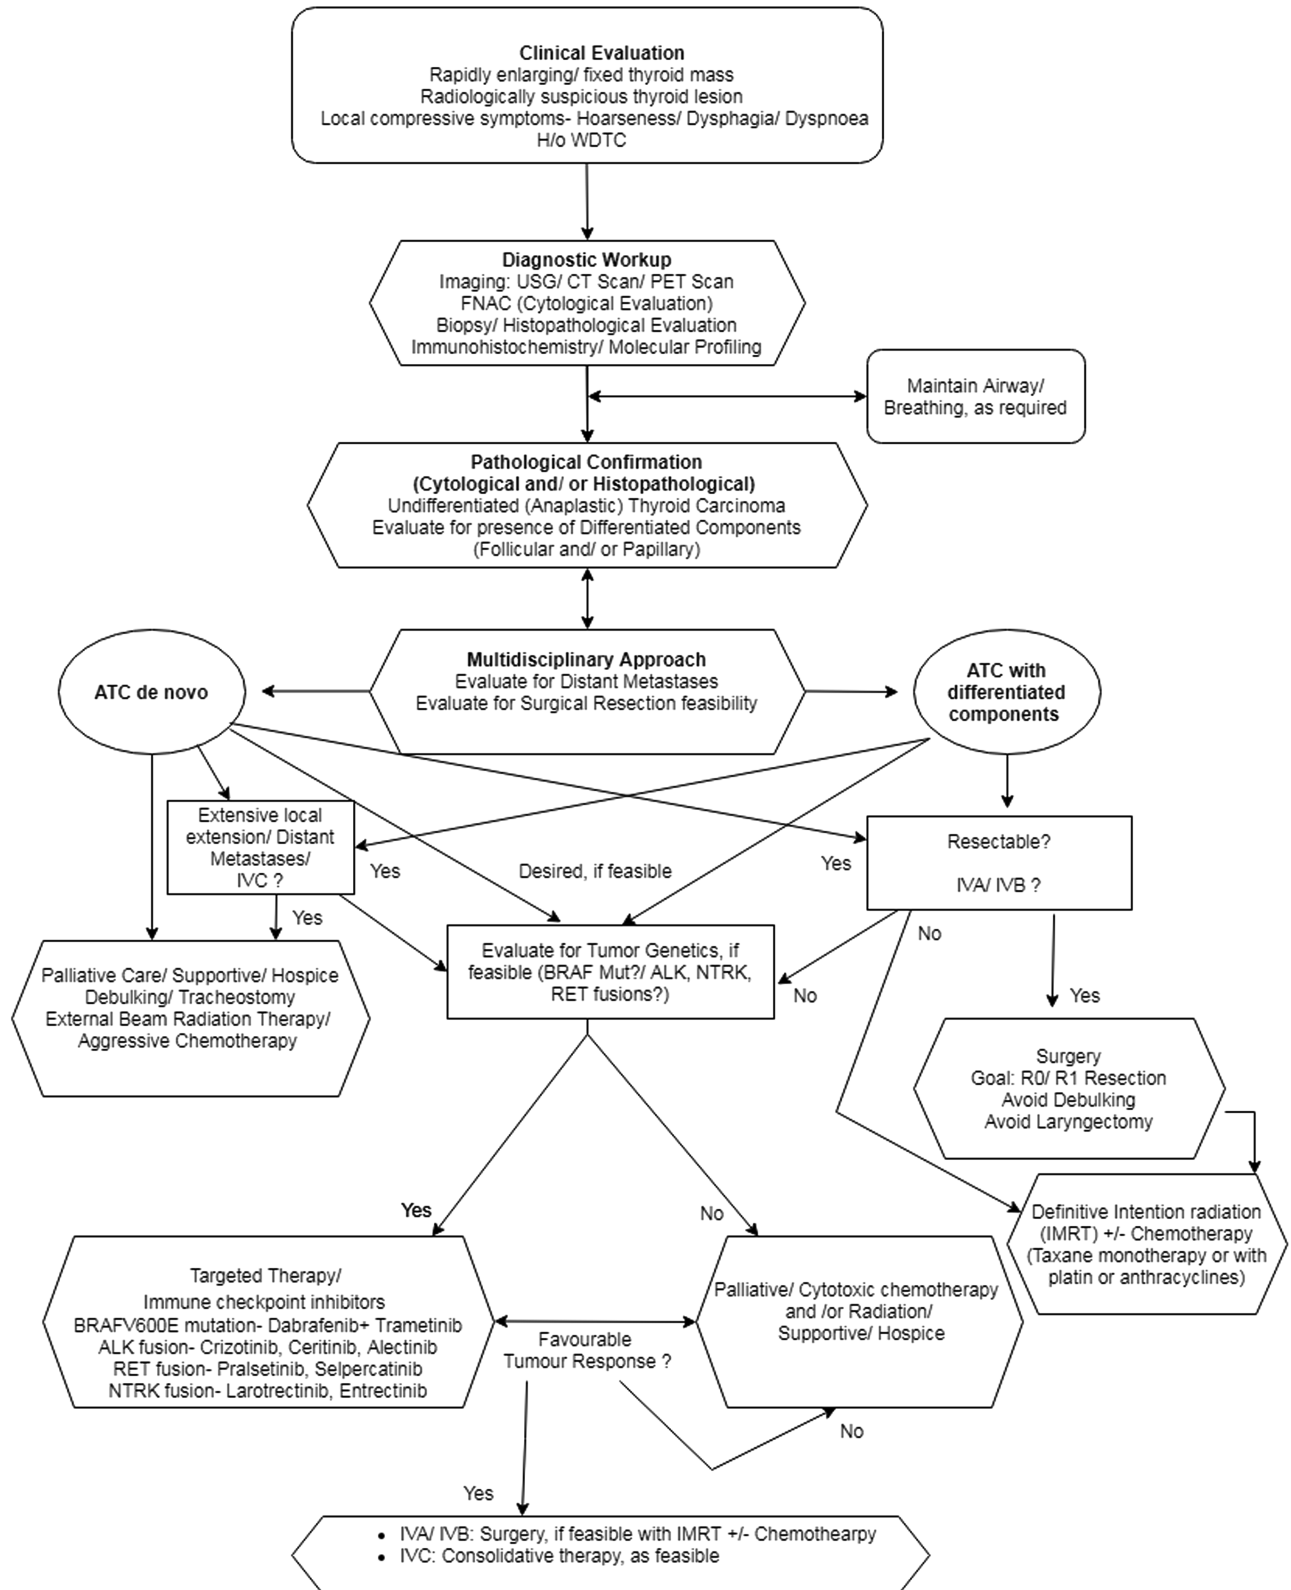 Clinical Evaluation
Rapidly enlarging/ fixed thyroid mass
Radiologically suspicious thyroid lesion
Local compressive symptoms- Hoarseness/ Dysphagia/ Dyspnoea
H/o WDTC
Diagnostic Workup
Imaging: USG/ CT Scan/ PET Scan
FNAC (Cytological Evaluation)
Biopsy/ Histopathological Evaluation
Immunohistochemistry/ Molecular Profiling
Maintain Airway/
Breathing, as required
Pathological Confirmation
(Cytological and/ or Histopathological)
Undifferentiated (Anaplastic) Thyroid Carcinoma
Evaluate for presence of Differentiated Components
(Follicular and/ or Papillary)
ATC de novo
Multidisciplinary Approach
Evaluate for Distant Metastases
Evaluate for Surgical Resection feasibility
ATC with
differentiated
components
Extensive local
extension/ Distant
Metastases/
IVC ?
Yes
Desired, if feasible
Yes
Resectable?
IVA/ IVB ?
Yes
No
Palliative Care/ Supportive/ Hospice
Debulking/ Tracheostomy
External Beam Radiation Therapy/
Aggressive Chemotherapy
Evaluate for Tumor Genetics, if
feasible (BRAF Mut?/ ALK, NTRK,
RET fusions?)
No
Yes
Surgery
Goal: R0/ R1 Resection
Avoid Debulking
Avoid Laryngectomy
Yes
No
Definitive Intention radiation
(IMRT) +/- Chemotherapy
(Taxane monotherapy or with
platin or anthracyclines)
Targeted Therapy/
Immune checkpoint inhibitors
BRAFV600E mutation- Dabrafenib+ Trametinib
ALK fusion- Crizotinib, Ceritinib, Alectinib
RET fusion- Pralsetinib, Selpercatinib
NTRK fusion- Larotrectinib, Entrectinib
Favourable
Tumour Response ?
Palliative/ Cytotoxic chemotherapy
and /or Radiation/
Supportive/ Hospice
No
Yes
• IVA/ IVB: Surgery, if feasible with IMRT +/- Chemothearpy
• IVC: Consolidative therapy, as feasible